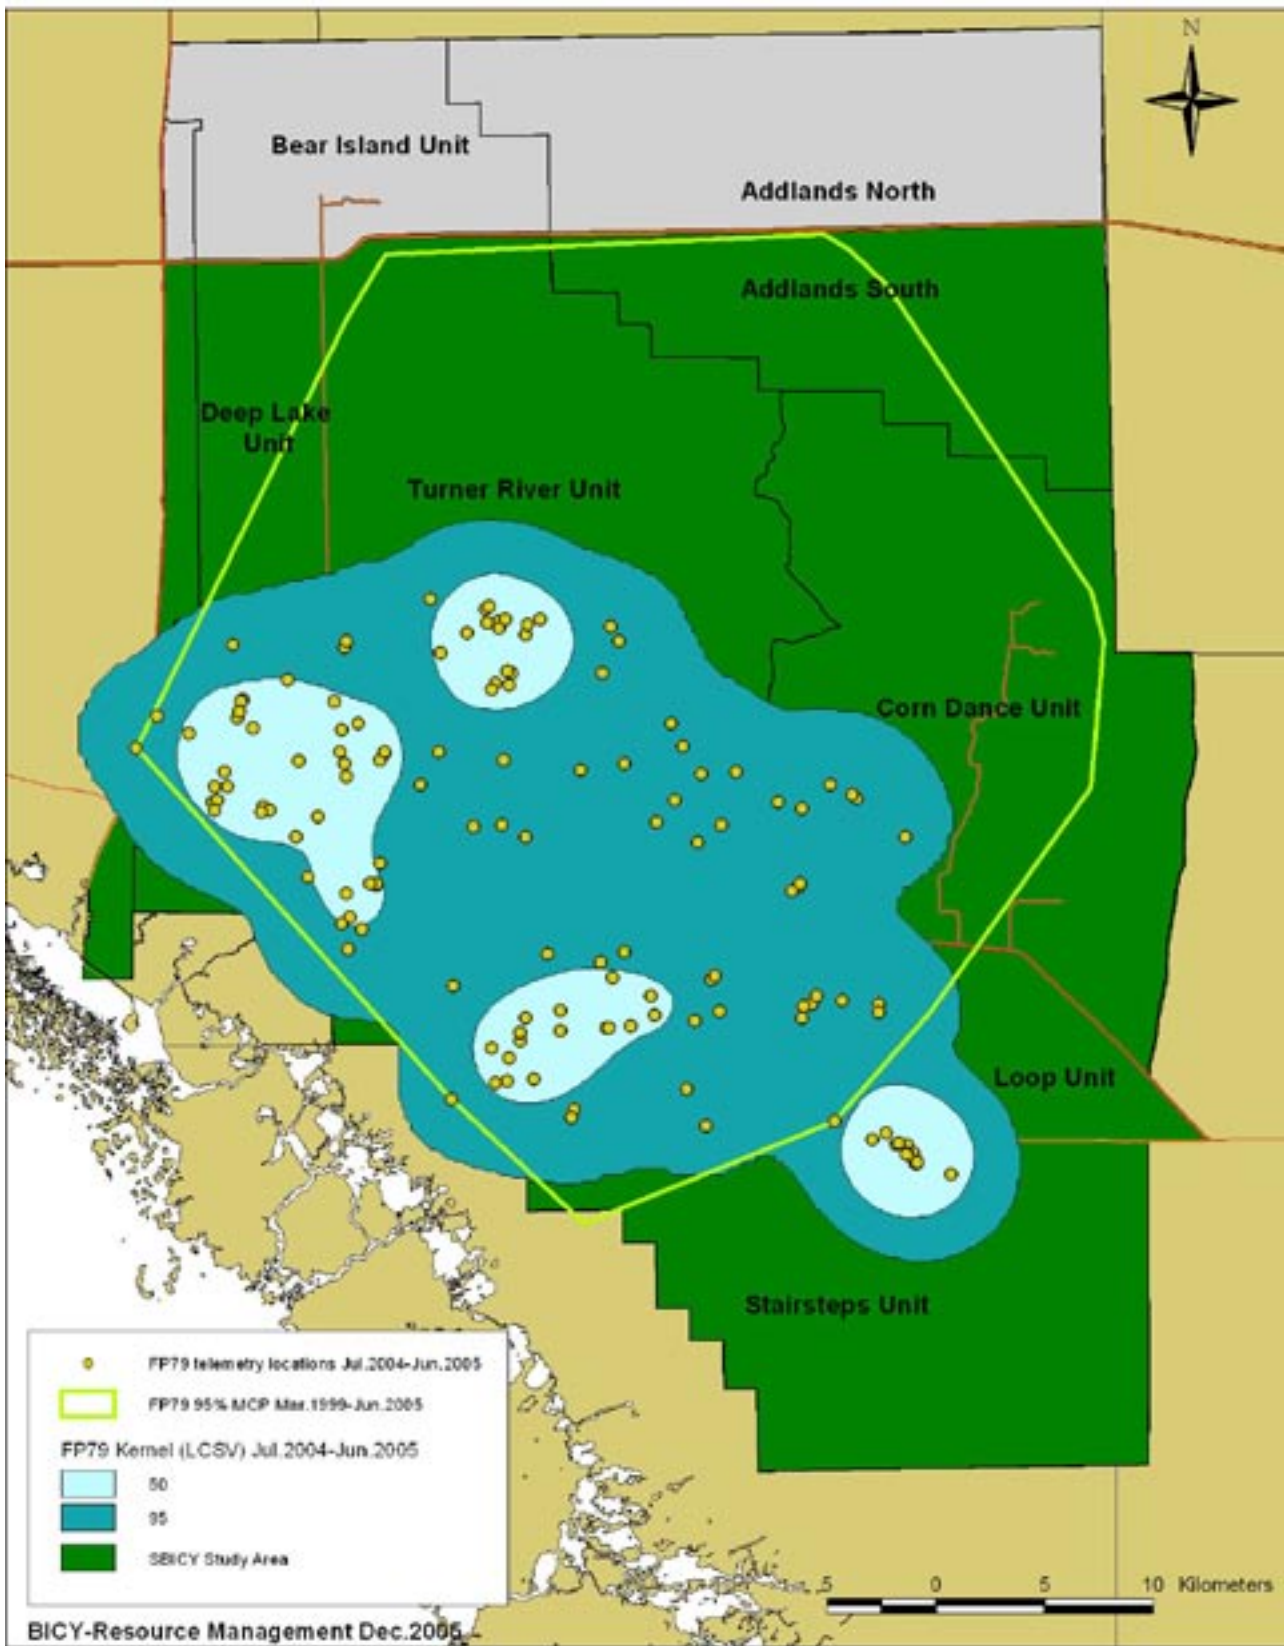 N
Bear Island Unit
Addlands North
Addlands South
Deep Lake
Unit
Turner River Unit
Corn Dance Unit
Loop Unit
Stairsteps Unit
FP79 telemetry locations Jul.2004-Jun.2005
FP79 95% MCP Mar.1999-Jun.2005
FP79 Kernel (LCSV) Jul.2004-Jun.2005
50
95
SBICY Study Area
5 0 5 10 Kilometers
BICY-Resource Management Dec.2005